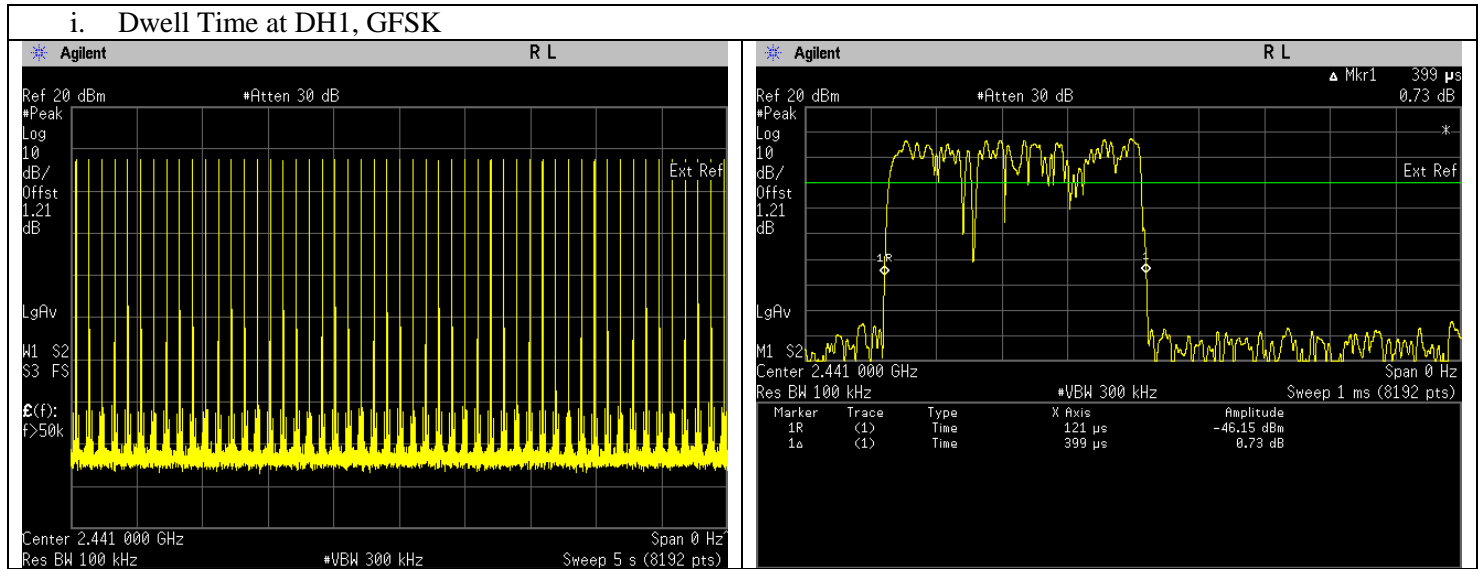 i. Dwell Time at DH1, GFSK
Agilent R L
Ref 20 dBm #Atten 30 dB
#Peak
Log
10
dB/
Offst
1.21
dB
Ext Ref
LgAv
W1 S2
S3 FS
£(f):
f>50k
Center 2.441 000 GHz Span 0 Hz^
Res BW 100 kHz #VBW 300 kHz Sweep 5 s (8192 pts)
Agilent R L
Δ Mkr1 399 µs
Ref 20 dBm #Atten 30 dB 0.73 dB
#Peak
Log
10
dB/
Offst
1.21
dB
*
Ext Ref
1R
1
LgAv
M1 S2
Center 2.441 000 GHz Span 0 Hz
Res BW 100 kHz #VBW 300 kHz Sweep 1 ms (8192 pts)
Marker Trace Type X Axis Amplitude
1R (1) Time 121 µs -46.15 dBm
1Δ (1) Time 399 µs 0.73 dB